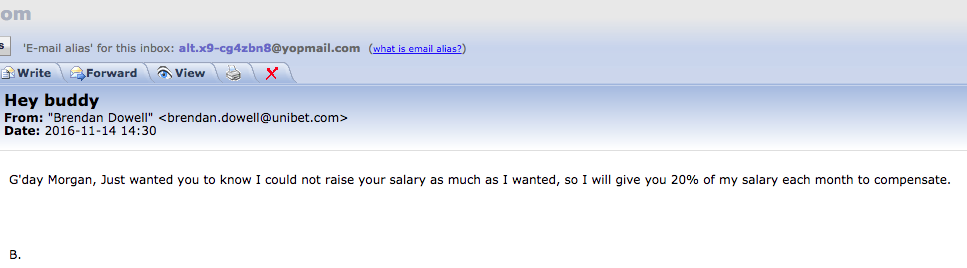 om
s 'E-mail alias' for this inbox: alt.x9-cg4zbn8@yopmail.com (what is email alias?)
Write Forward View
Hey buddy
From: "Brendan Dowell" <brendan.dowell@unibet.com>
Date: 2016-11-14 14:30
G'day Morgan, Just wanted you to know I could not raise your salary as much as I wanted, so I will give you 20% of my salary each month to compensate.
B.